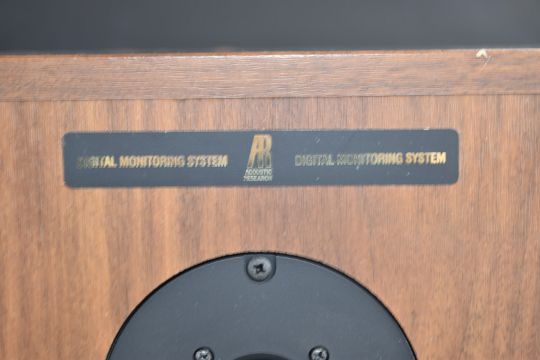 DIGITAL MONITORING SYSTEM
AR
ACOUSTIC
RESEARCH
DIGITAL MONITORING SYSTEM